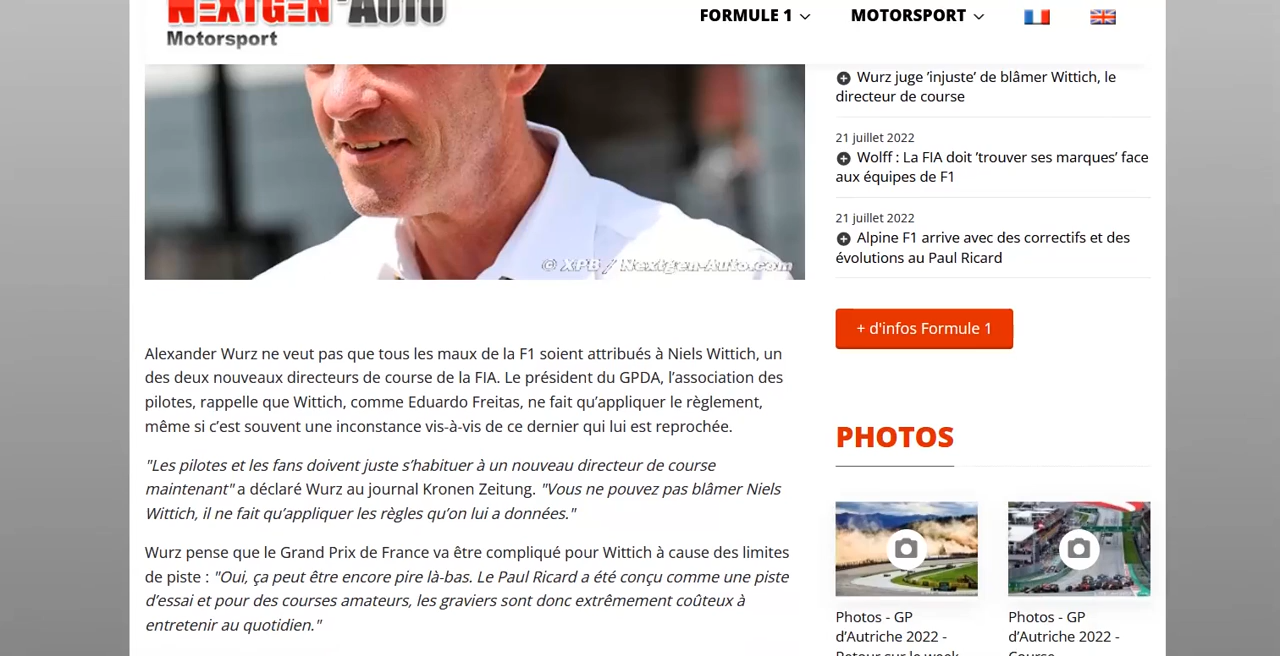 NEXTGEN-AUTO
Motorsport
FORMULE 1
MOTORSPORT
© XPB / Nextgen-Auto.com
Alexander Wurz ne veut pas que tous les maux de la F1 soient attribués à Niels Wittich, un
des deux nouveaux directeurs de course de la FIA. Le président du GPDA, l’association des
pilotes, rappelle que Wittich, comme Eduardo Freitas, ne fait qu’appliquer le règlement,
même si c’est souvent une inconstance vis-à-vis de ce dernier qui lui est reprochée.
"Les pilotes et les fans doivent juste s’habituer à un nouveau directeur de course
maintenant" a déclaré Wurz au journal Kronen Zeitung. "Vous ne pouvez pas blâmer Niels
Wittich, il ne fait qu’appliquer les règles qu’on lui a données."
Wurz pense que le Grand Prix de France va être compliqué pour Wittich à cause des limites
de piste : "Oui, ça peut être encore pire là-bas. Le Paul Ricard a été conçu comme une piste
d’essai et pour des courses amateurs, les graviers sont donc extrêmement coûteux à
entretenir au quotidien."
Wurz juge ’injuste’ de blâmer Wittich, le
directeur de course
21 juillet 2022
Wolff : La FIA doit ’trouver ses marques’ face
aux équipes de F1
21 juillet 2022
Alpine F1 arrive avec des correctifs et des
évolutions au Paul Ricard
+ d'infos Formule 1
PHOTOS
Photos - GP
d’Autriche 2022 -
Retour sur le week-
Photos - GP
d’Autriche 2022 -
Course